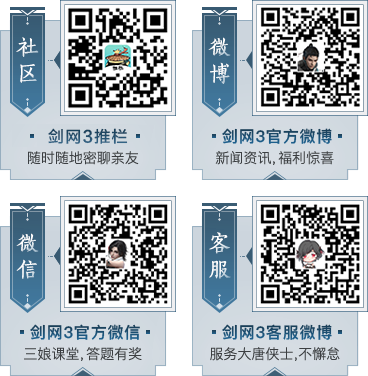 社区
剑网3推栏
随时随地密聊亲友
微博
剑网3官方微博
新闻资讯,福利惊喜
微信
剑网3官方微信
三娘课堂,答题有奖
客服
剑网3客服微博
服务大唐侠士,不懈怠